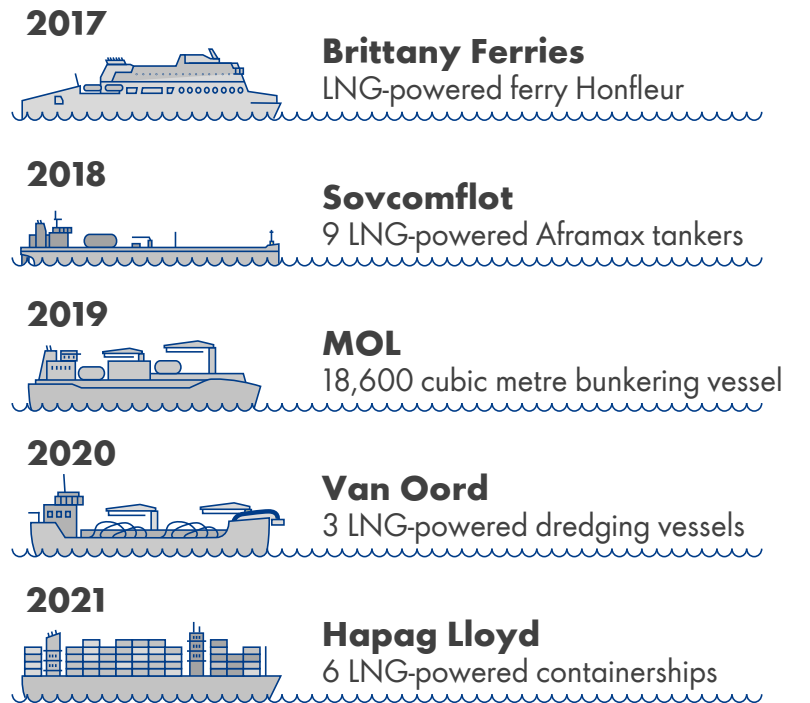 2017
Brittany Ferries
LNG-powered ferry Honfleur
2018
Sovcomflot
9 LNG-powered Aframax tankers
2019
MOL
18,600 cubic metre bunkering vessel
2020
Van Oord
3 LNG-powered dredging vessels
2021
Hapag Lloyd
6 LNG-powered containerships